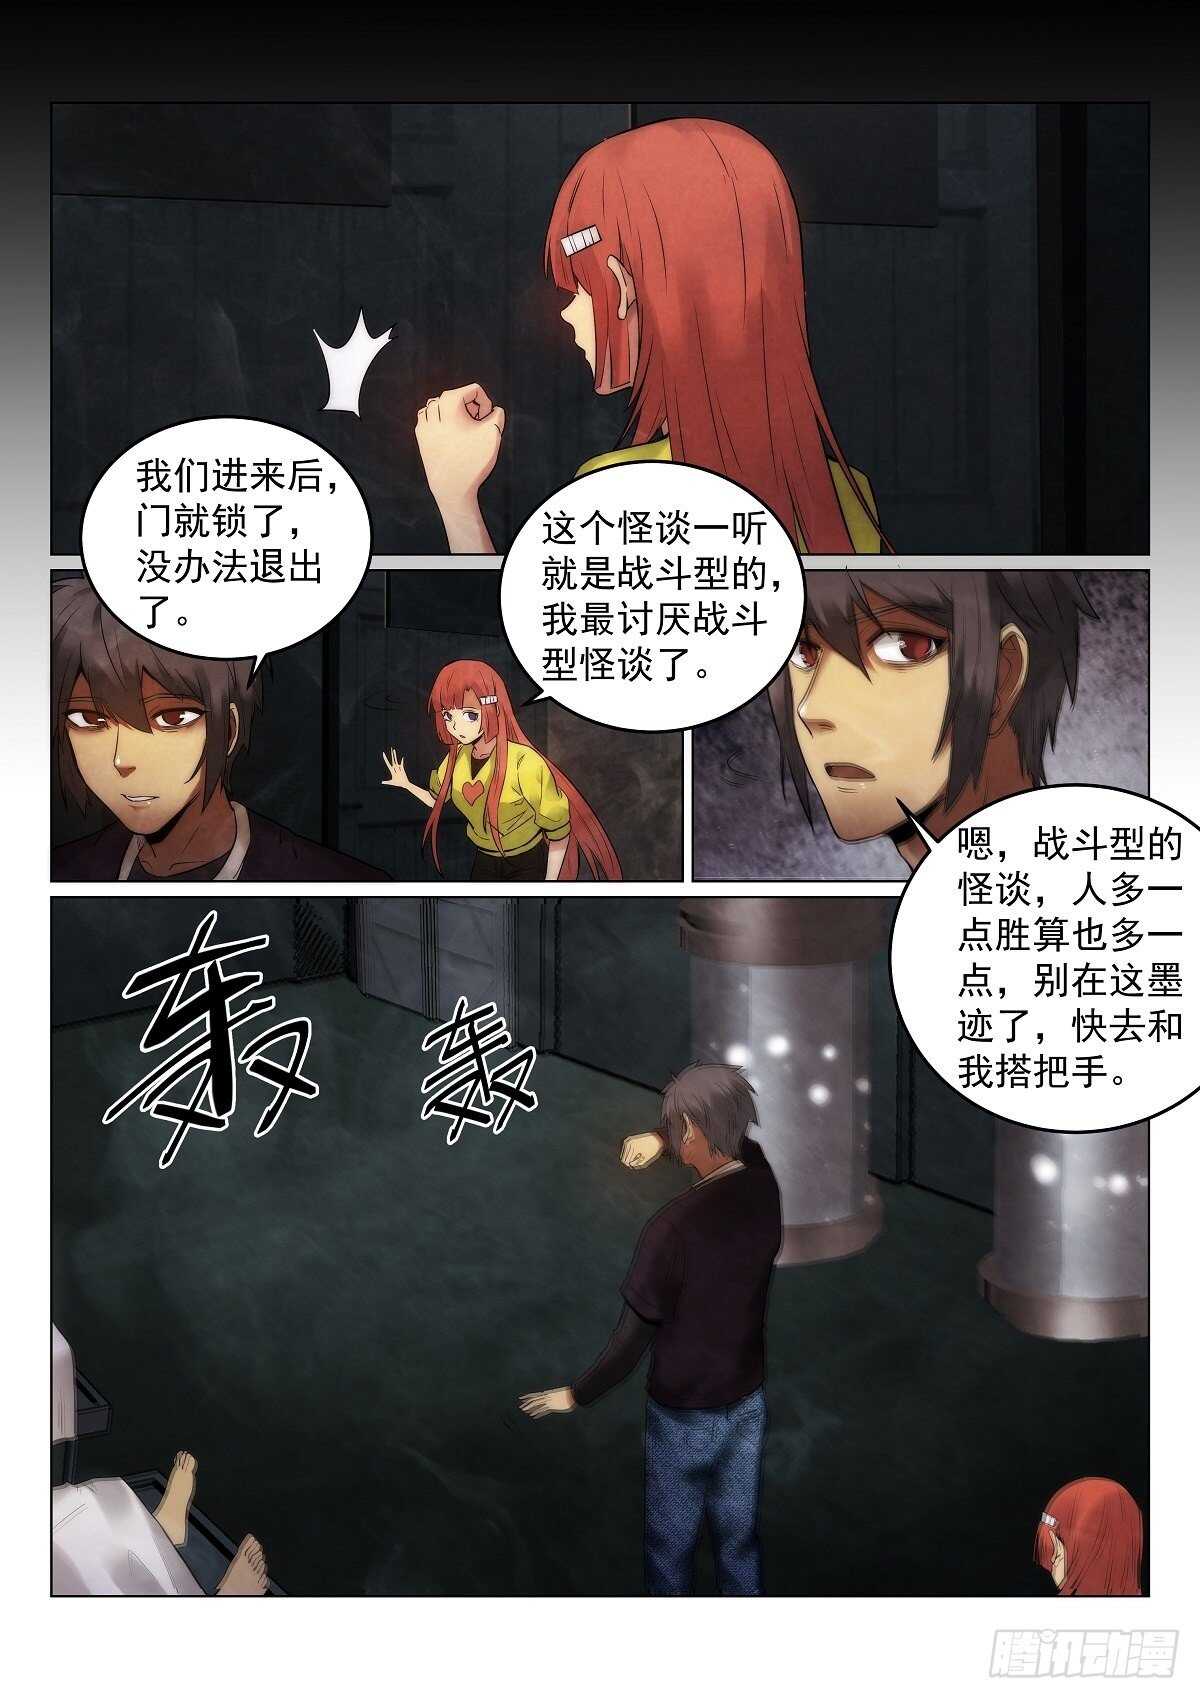 我们进来后，
门就锁了，
没办法退出
了。
这个怪谈一听
就是战斗型的，
我最讨厌战斗
型怪谈了。
嗯，战斗型的
怪谈，人多一
点胜算也多一
点，别在这墨
迹了，快去和
我搭把手。
轰
轰
腾讯动漫